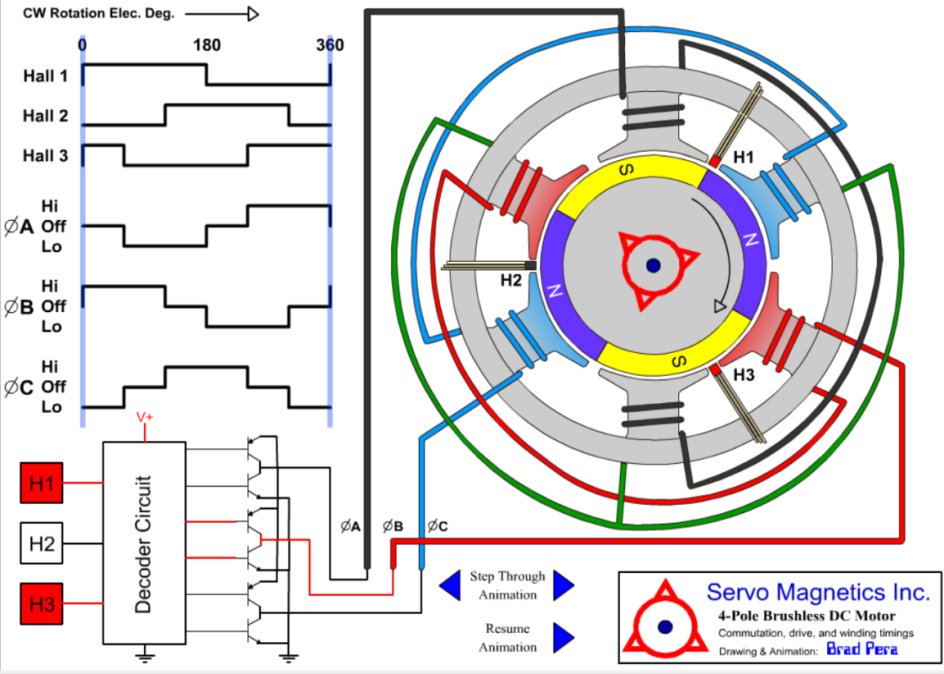 CW Rotation Elec. Deg.
0 180 360
Hall 1
Hall 2
Hall 3
Hi
ØA Off
Lo
Hi
ØB Off
Lo
Hi
ØC Off
Lo
V+
H1
H2
H3
Decoder Circuit
ØA ØB ØC
S
N
N
S
H1
H2
H3
Step Through
Animation
Resume
Animation
Servo Magnetics Inc.
4-Pole Brushless DC Motor
Commutation, drive, and winding timings
Drawing & Animation: Brad Pera